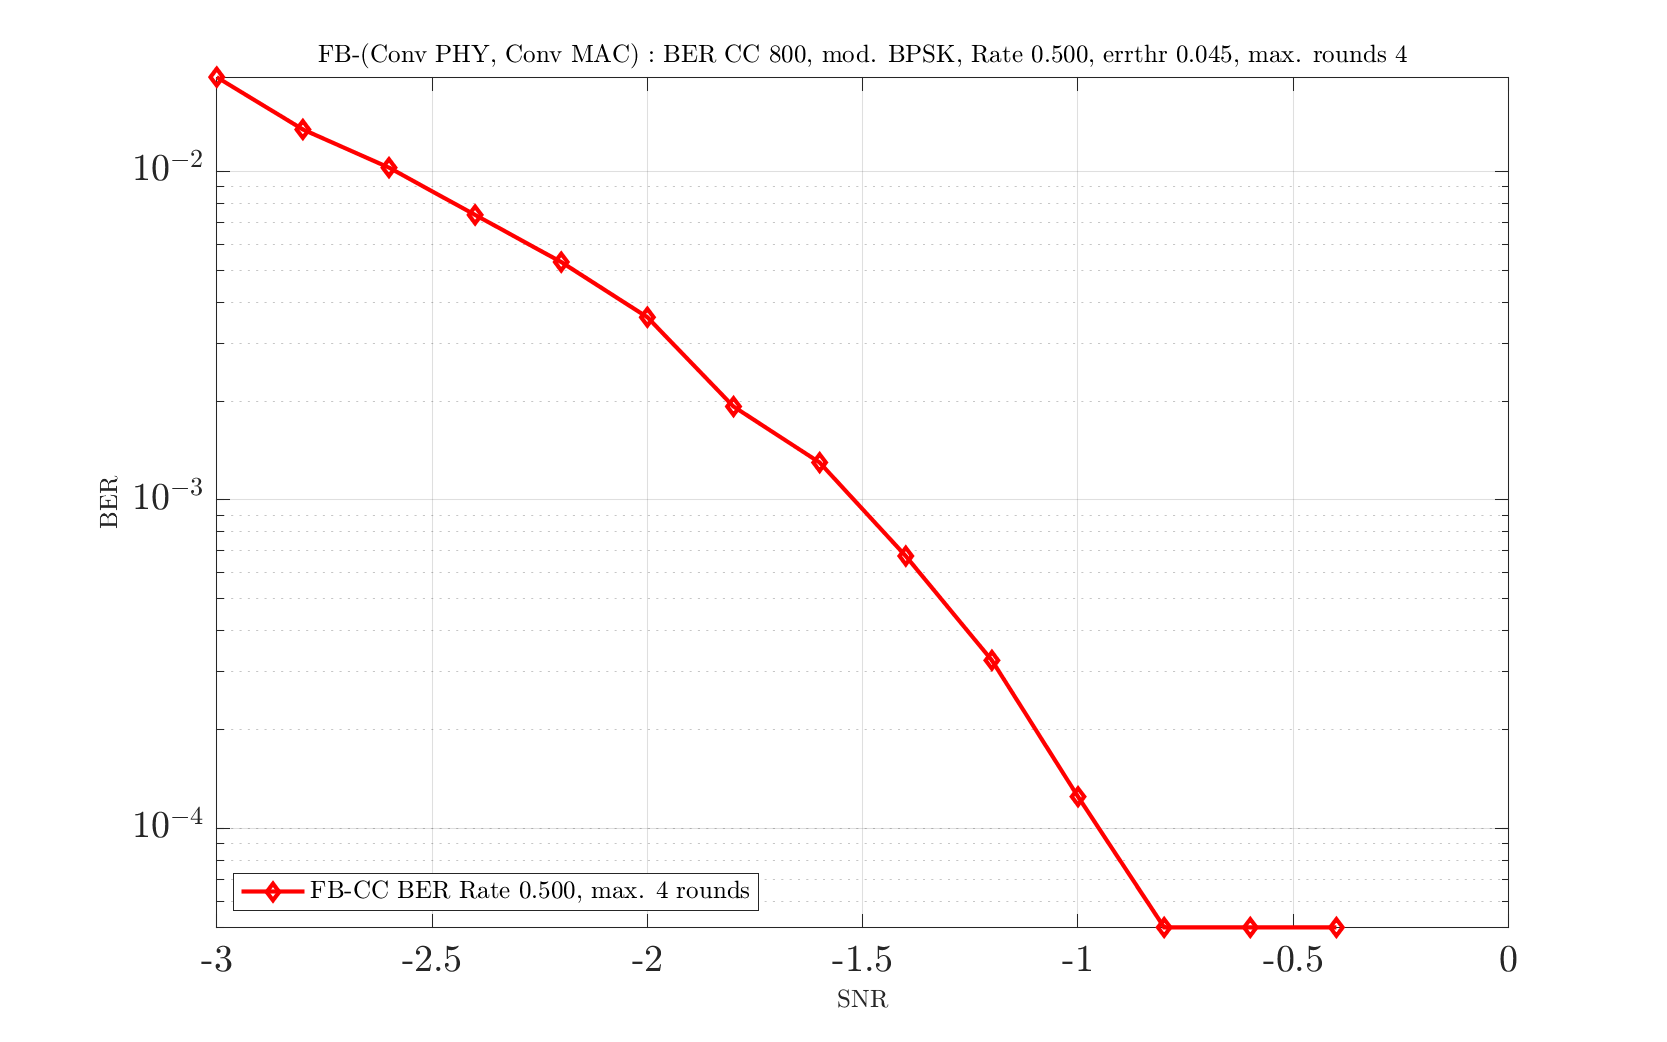 FB-(Conv PHY, Conv MAC) : BER CC 800, mod. BPSK, Rate 0.500, errthr 0.045, max. rounds 4
10⁻²
10⁻³
10⁻⁴
BER
FB-CC BER Rate 0.500, max. 4 rounds
-3 -2.5 -2 -1.5 -1 -0.5 0
SNR